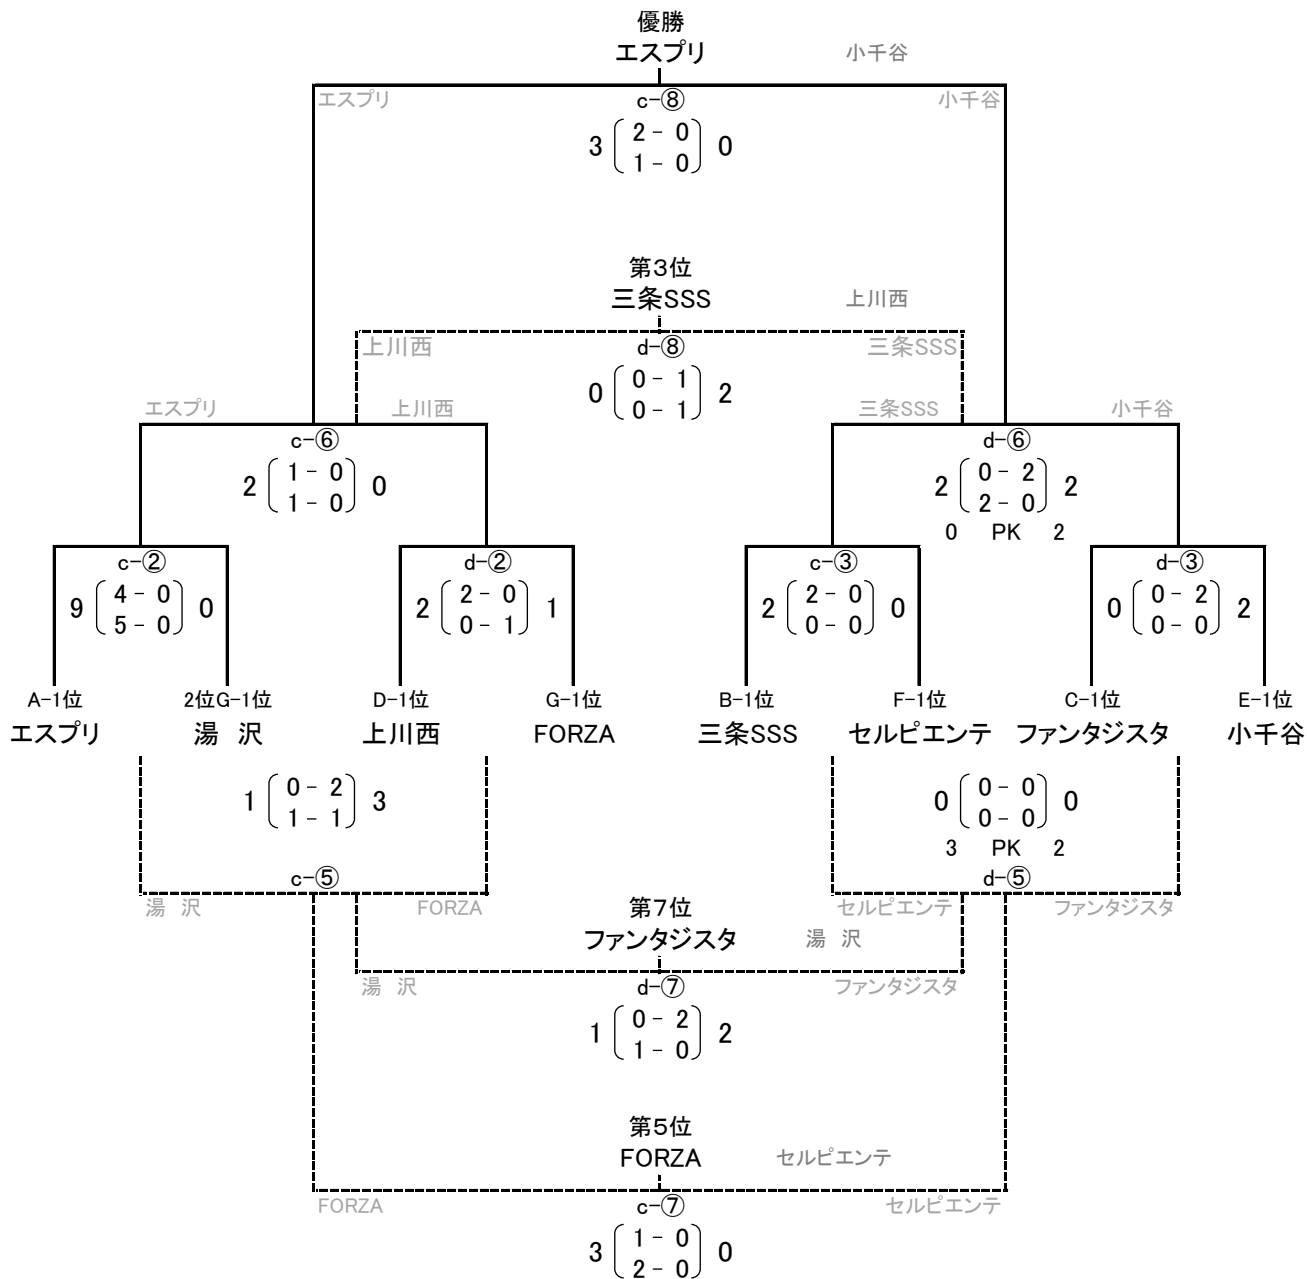 優勝
エスプリ 小千谷
エスプリ c-⑧ 小千谷
2 - 0
3 0
1 - 0
第3位
三条SSS 上川西
上川西 d-⑧ 三条SSS
0 - 1
0 2
0 - 1
エスプリ 上川西 三条SSS 小千谷
c-⑥ d-⑥
1 - 0 0 - 2
2 0 2 2
1 - 0 2 - 0
0 PK 2
c-② d-② c-③ d-③
4 - 0 2 - 0 2 - 0 0 - 2
9 0 2 1 2 0 0 2
5 - 0 0 - 1 0 - 0 0 - 0
A-1位 2位G-1位 D-1位 G-1位 B-1位 F-1位 C-1位 E-1位
エスプリ 湯 沢 上川西 FORZA 三条SSS セルピエンテ ファンタジスタ 小千谷
0 - 2 0 - 0
1 3 0 0
1 - 1 0 - 0
3 PK 2
c-⑤ d-⑤
湯 沢 FORZA セルピエンテ ファンタジスタ
第7位
ファンタジスタ 湯 沢
湯 沢 d-⑦ ファンタジスタ
0 - 2
1 2
1 - 0
第5位
FORZA セルピエンテ
FORZA c-⑦ セルピエンテ
1 - 0
3 0
2 - 0